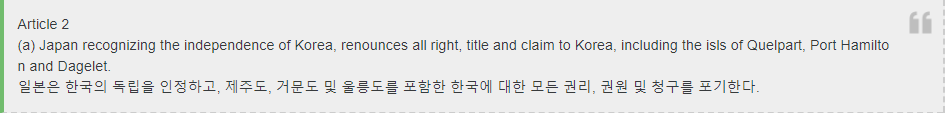 Article 2
(a) Japan recognizing the independence of Korea, renounces all right, title and claim to Korea, including the isls of Quelpart, Port Hamilto
n and Dagelet.
일본은 한국의 독립을 인정하고, 제주도, 거문도 및 울릉도를 포함한 한국에 대한 모든 권리, 권원 및 청구를 포기한다.